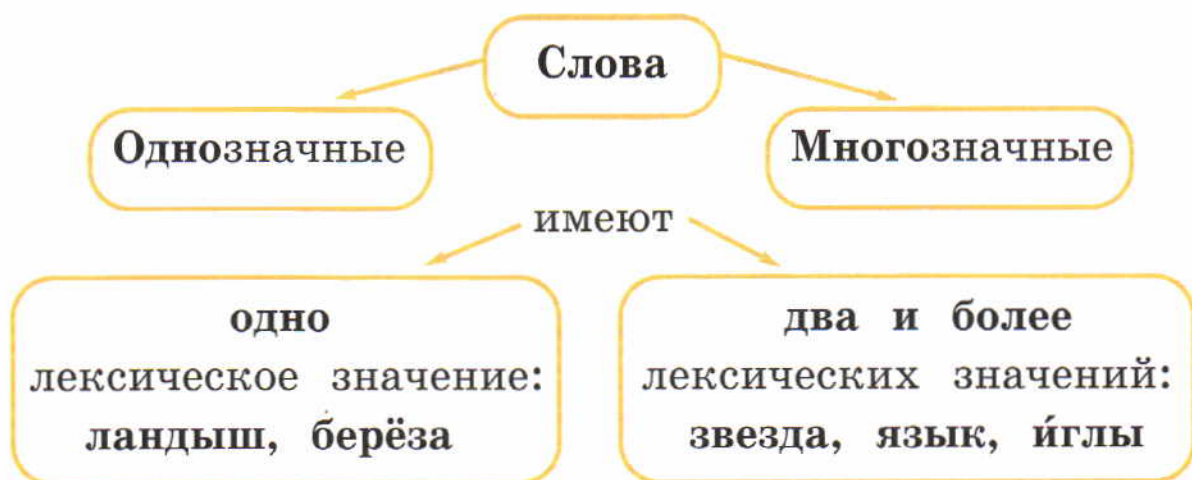 Слова
Однозначные
Многозначные
имеют
одно
лексическое значение:
ландыш, берёза
два и более
лексических значений:
звезда, язык, и́глы